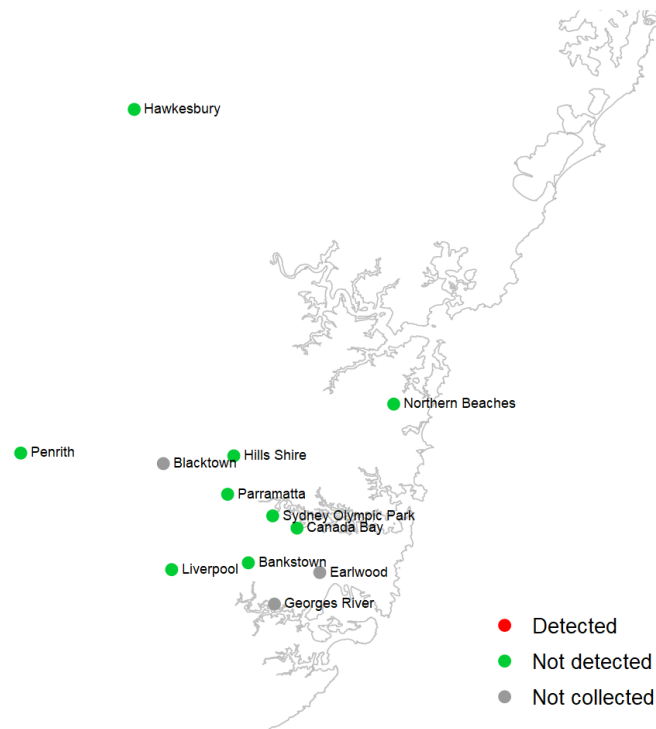 Hawkesbury
Northern Beaches
Penrith
Hills Shire
Blacktown
Parramatta
Sydney Olympic Park
Canada Bay
Bankstown
Liverpool
Earlwood
Georges River
Detected
Not detected
Not collected